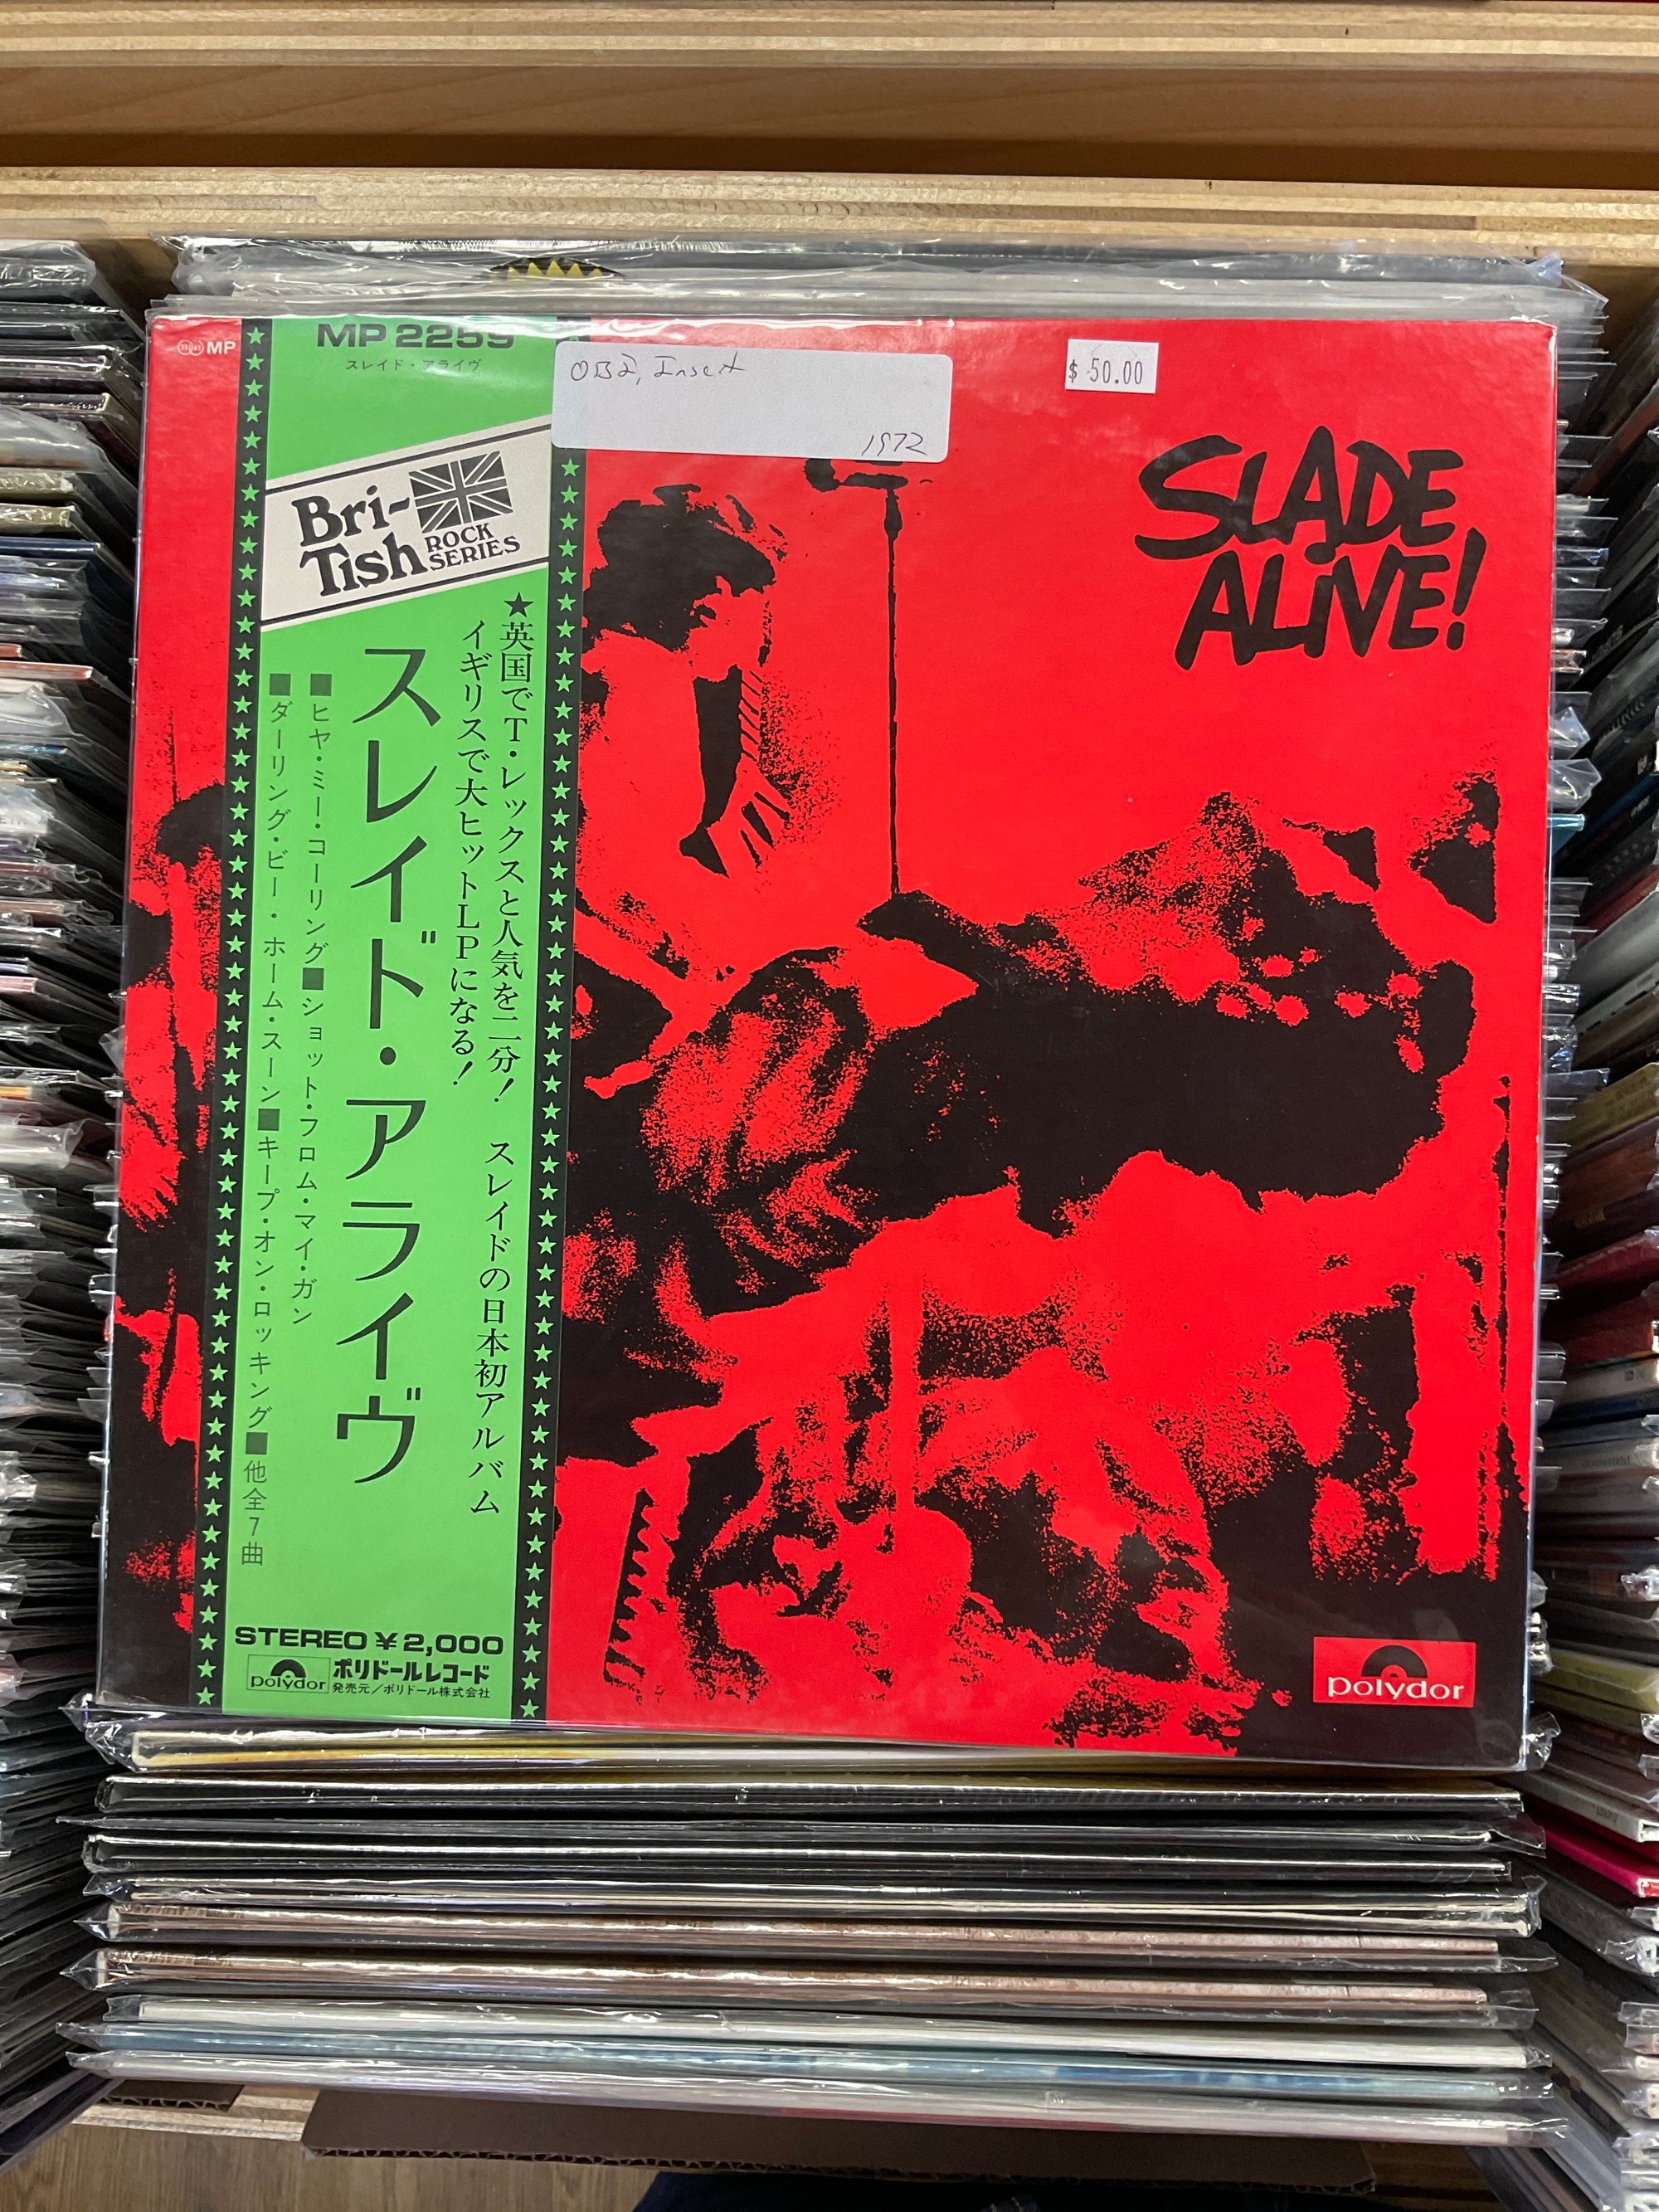 MP
MP 2259
スレイド・アライヴ
OBI, Insert
1972
$ 50.00
SLADE
ALIVE!
Bri-
Tish
ROCK
SERIES
★英国でT・レックスと人気を二分! スレイドの日本初アルバム
イギリスで大ヒットLPになる!
スレイド・アライヴ
■ヒヤ・ミー・コーリング■ショット・フロム・マイ・ガン
■ダーリング・ビー・ホーム・スーン■キープ・オン・ロッキング■他全7曲
STEREO ¥2,000
polydor
ポリドールレコード
発売元/ポリドール株式会社
polydor